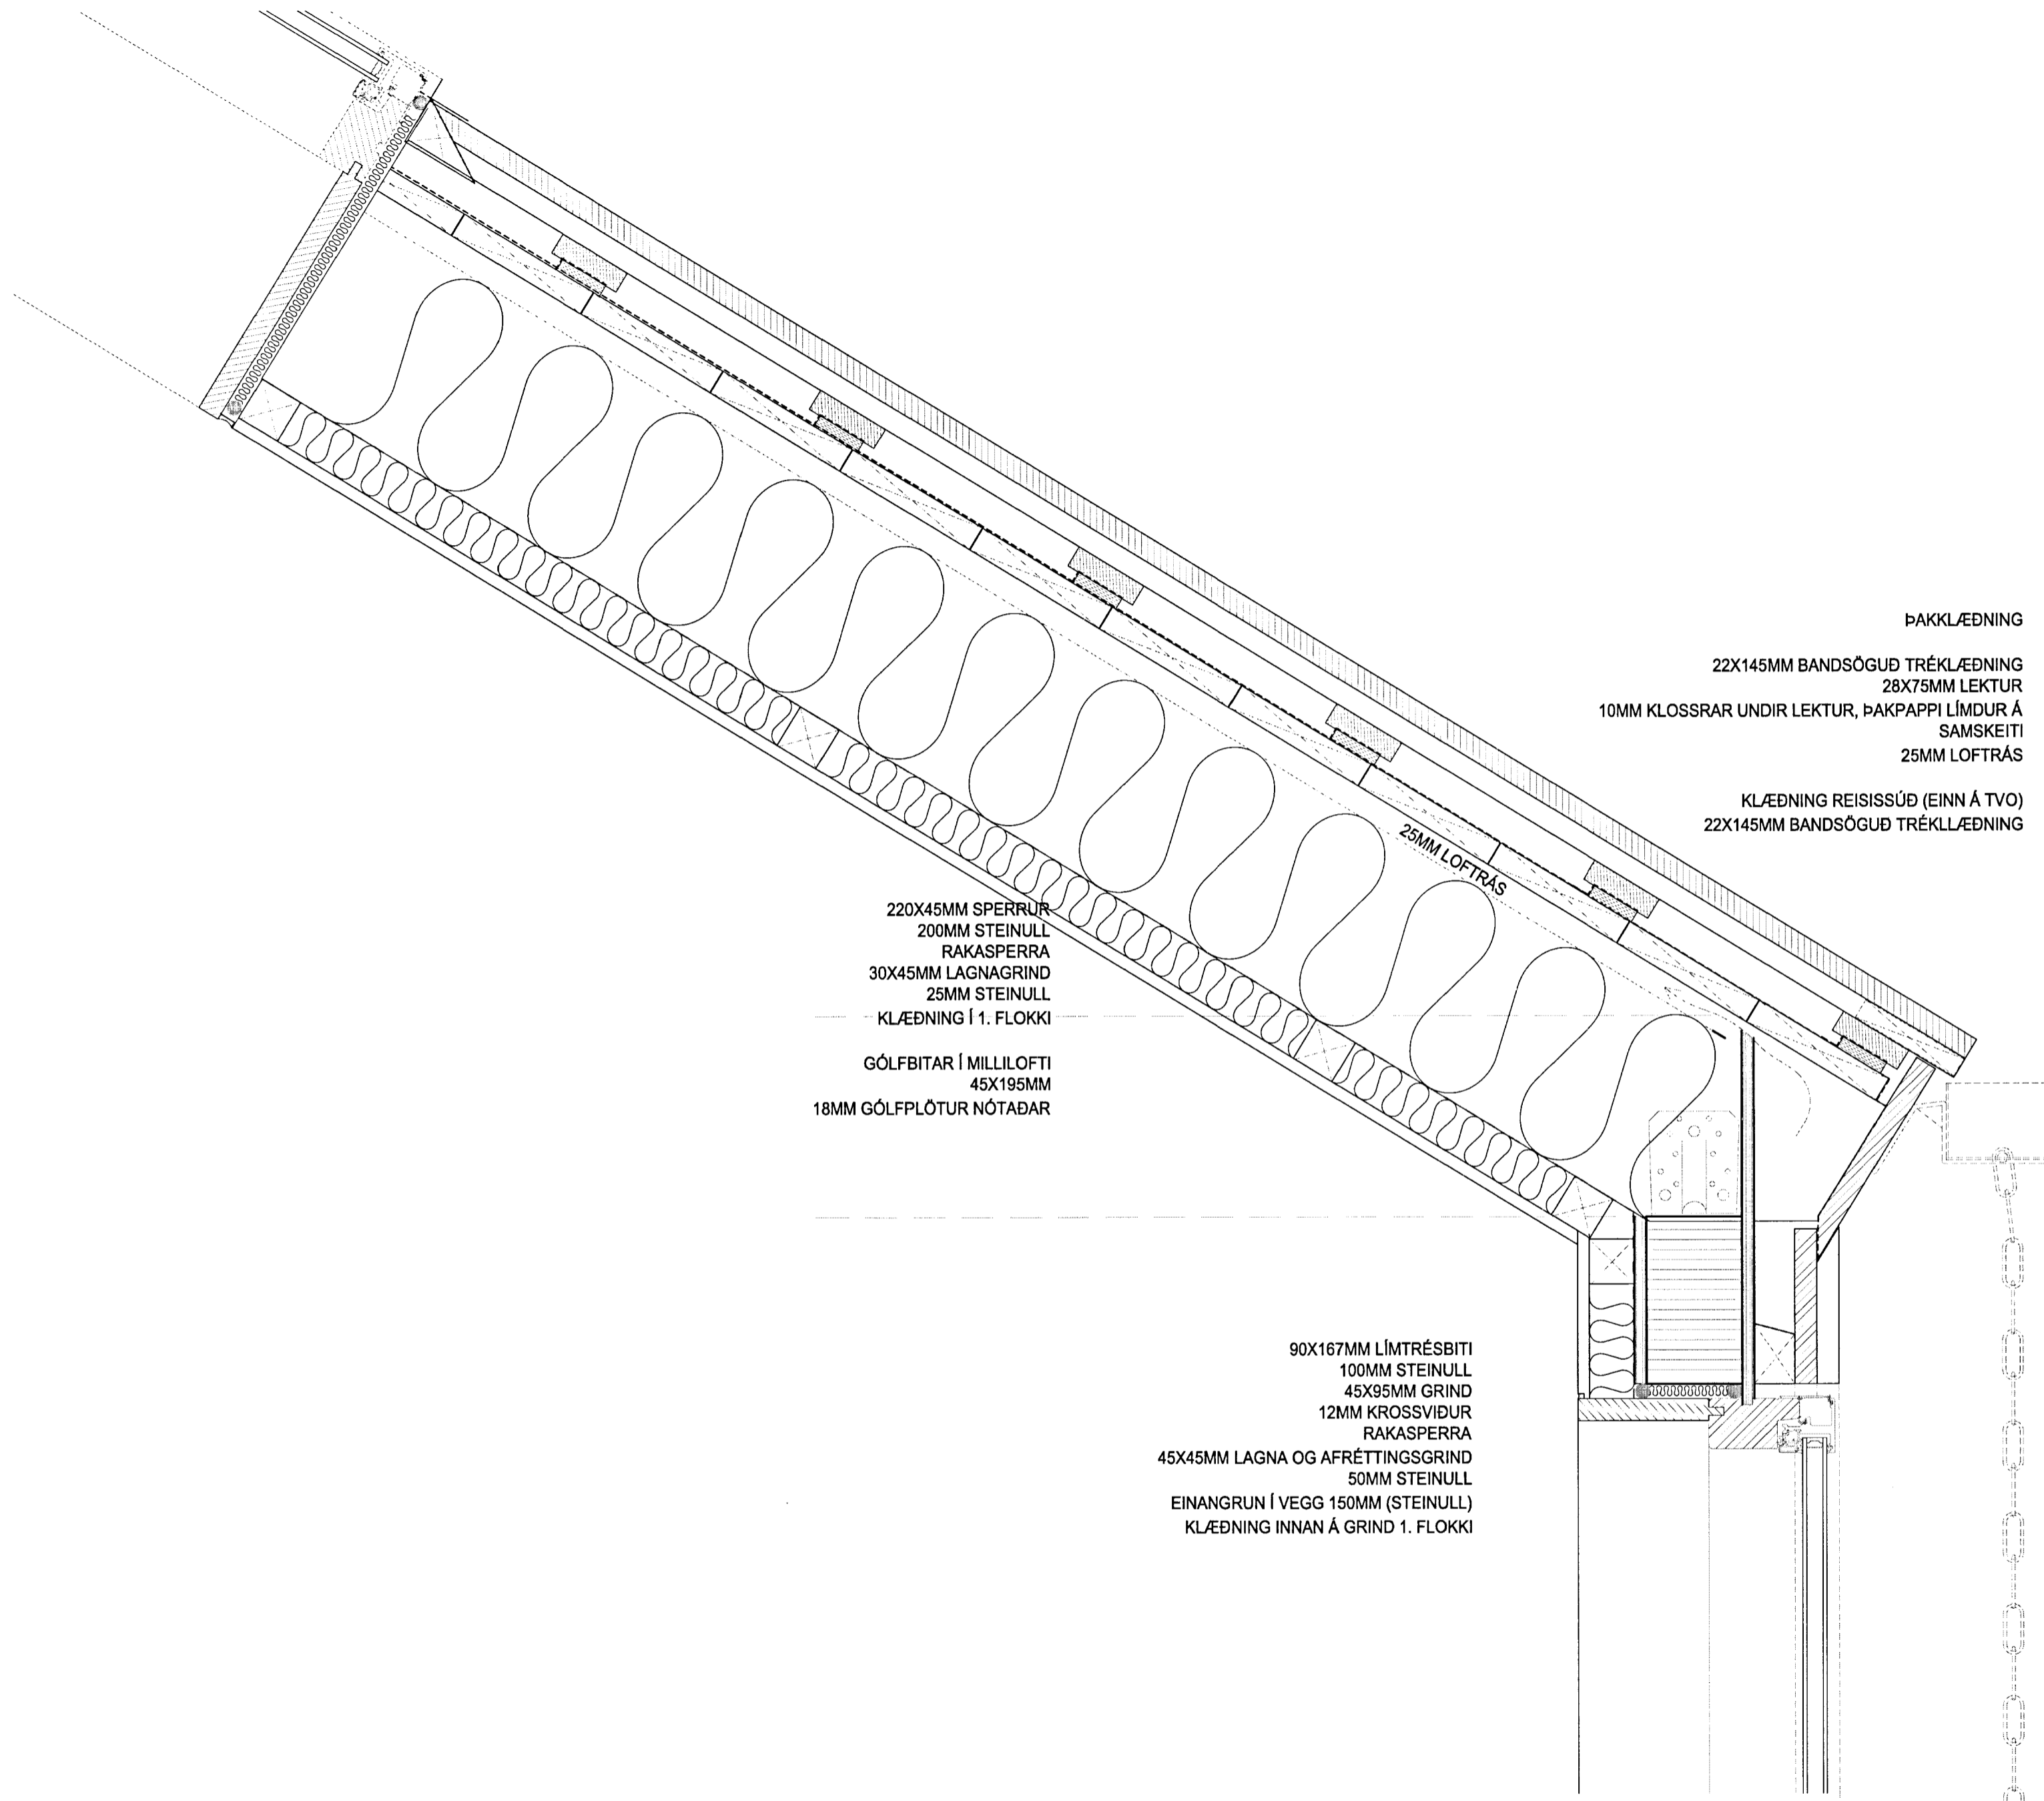 ÞAKKLÆÐNING
22X145MM BANDSÖGUÐ TRÉKLÆÐNING
28X75MM LEKTUR
10MM KLOSSRAR UNDIR LEKTUR, ÞAKPAPPI LÍMDUR Á
SAMSKEITI
25MM LOFTRÁS
KLÆÐNING REISISSÚÐ (EINN Á TVO)
22X145MM BANDSÖGUÐ TRÉKLLÆÐNING
25MM LOFTRÁS
220X45MM SPERRUR
200MM STEINULL
RAKASPERRA
30X45MM LAGNAGRIND
25MM STEINULL
KLÆÐNING Í 1. FLOKKI
GÓLFBITAR Í MILLILOFTI
45X195MM
18MM GÓLFPLÖTUR NÓTAÐAR
90X167MM LÍMTRÉSBITI
100MM STEINULL
45X95MM GRIND
12MM KROSSVIÐUR
RAKASPERRA
45X45MM LAGNA OG AFRÉTTINGSGRIND
50MM STEINULL
EINANGRUN Í VEGG 150MM (STEINULL)
KLÆÐNING INNAN Á GRIND 1. FLOKKI